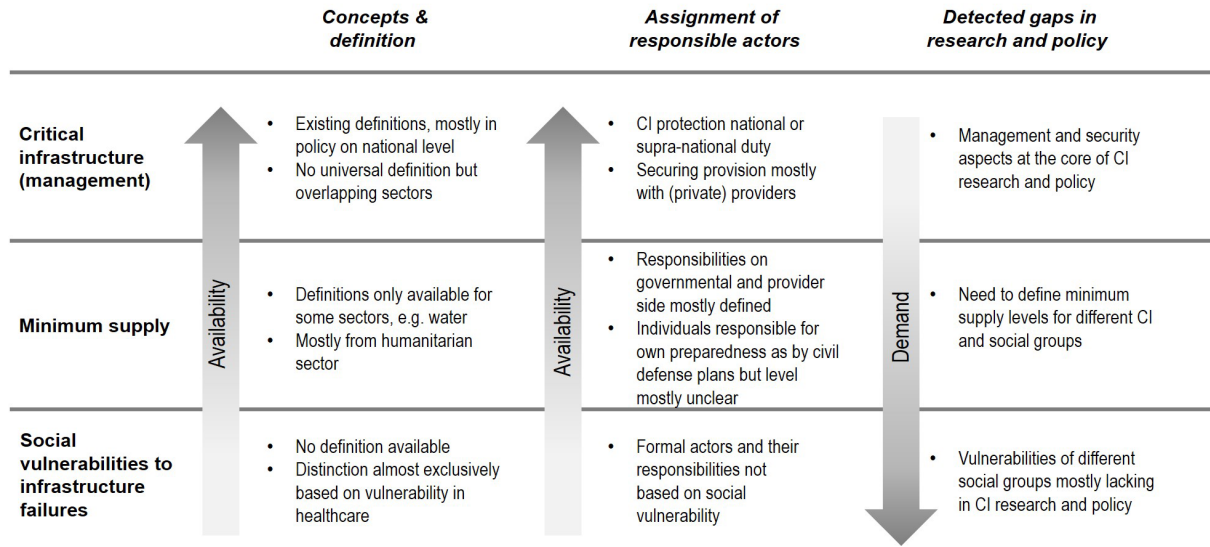 Concepts &
definition
Assignment of
responsible actors
Detected gaps in
research and policy
Critical
infrastructure
(management)
Availability
• Existing definitions, mostly in
policy on national level
• No universal definition but
overlapping sectors
Availability
• CI protection national or
supra-national duty
• Securing provision mostly
with (private) providers
Demand
• Management and security
aspects at the core of CI
research and policy
Minimum supply
• Definitions only available for
some sectors, e.g. water
• Mostly from humanitarian
sector
• Responsibilities on
governmental and provider
side mostly defined
• Individuals responsible for
own preparedness as by civil
defense plans but level
mostly unclear
• Need to define minimum
supply levels for different CI
and social groups
Social
vulnerabilities to
infrastructure
failures
• No definition available
• Distinction almost exclusively
based on vulnerability in
healthcare
• Formal actors and their
responsibilities not
based on social
vulnerability
• Vulnerabilities of different
social groups mostly lacking
in CI research and policy